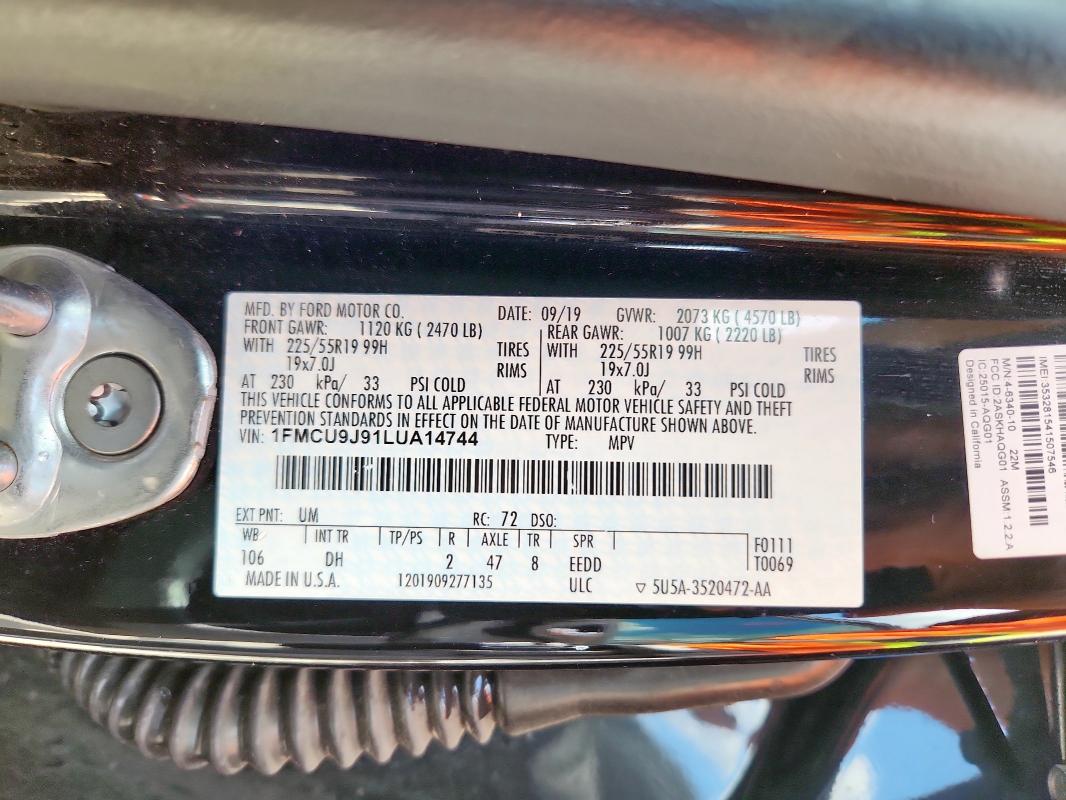 MFD. BY FORD MOTOR CO. DATE: 09/19 GVWR: 2073 KG ( 4570 LB)
FRONT GAWR: 1120 KG ( 2470 LB) REAR GAWR: 1007 KG ( 2220 LB)
WITH 225/55R19 99H TIRES WITH 225/55R19 99H TIRES
19x7.0J RIMS 19x7.0J RIMS
AT 230 kPa/ 33 PSI COLD AT 230 kPa/ 33 PSI COLD
THIS VEHICLE CONFORMS TO ALL APPLICABLE FEDERAL MOTOR VEHICLE SAFETY AND THEFT
PREVENTION STANDARDS IN EFFECT ON THE DATE OF MANUFACTURE SHOWN ABOVE.
VIN: 1FMCU9J91LUA14744 TYPE: MPV
EXT PNT: UM RC: 72 DSO:
WB INT TR TP/PS R AXLE TR SPR F0111
106 DH 2 47 8 EEDD T0069
MADE IN U.S.A. 1201909277135 ULC ▽ 5U5A-3520472-AA
IMEI:353281541507546
M/N:4-6340-10 22M
FCC ID:2ASKHAQG01 ASSM:1.2.2.A
IC:25015-AQG01
Designed in California